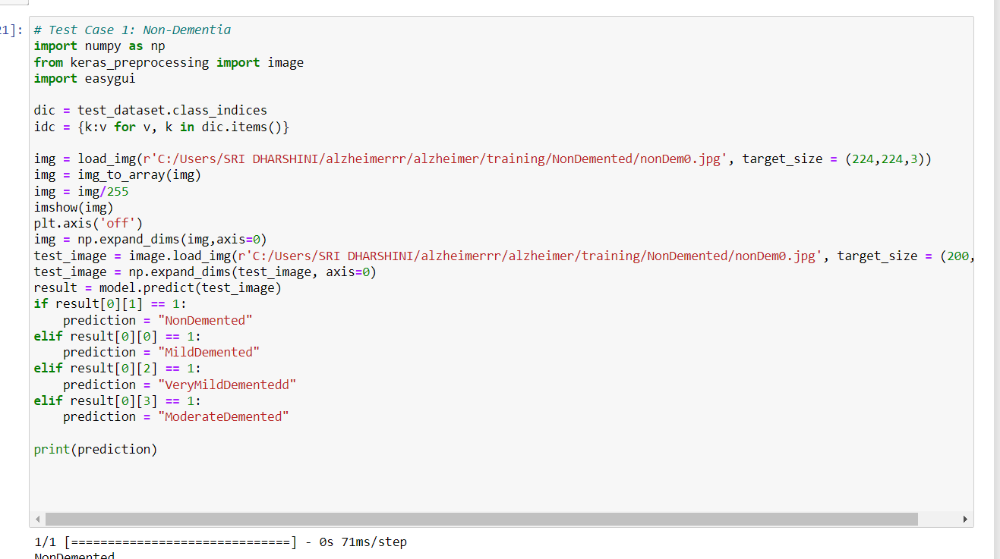 21]:
# Test Case 1: Non-Dementia
import numpy as np
from keras_preprocessing import image
import easygui

dic = test_dataset.class_indices
idc = {k:v for v, k in dic.items()}

img = load_img(r'C:/Users/SRI DHARSHINI/alzheimerrr/alzheimer/training/NonDemented/nonDem0.jpg', target_size = (224,224,3))
img = img_to_array(img)
img = img/255
imshow(img)
plt.axis('off')
img = np.expand_dims(img,axis=0)
test_image = image.load_img(r'C:/Users/SRI DHARSHINI/alzheimerrr/alzheimer/training/NonDemented/nonDem0.jpg', target_size = (200,
test_image = np.expand_dims(test_image, axis=0)
result = model.predict(test_image)
if result[0][1] == 1:
    prediction = "NonDemented"
elif result[0][0] == 1:
    prediction = "MildDemented"
elif result[0][2] == 1:
    prediction = "VeryMildDementedd"
elif result[0][3] == 1:
    prediction = "ModerateDemented"

print(prediction)
1/1 [==============================] - 0s 71ms/step
NonDemented